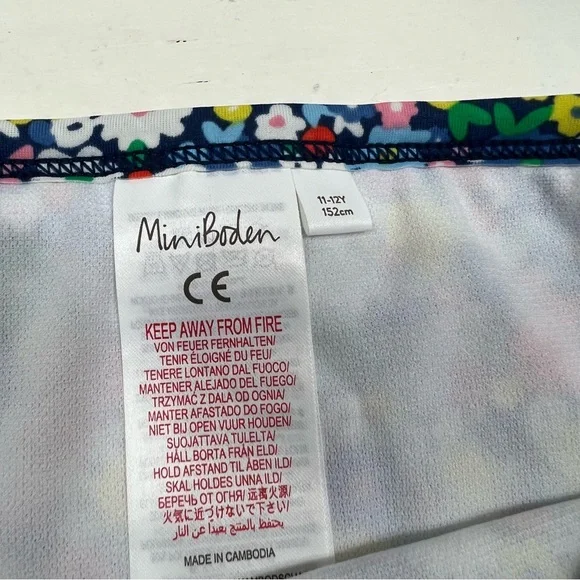 MiniBoden
CE
KEEP AWAY FROM FIRE
VON FEUER FERNHALTEN/
TENIR ÉLOIGNÉ DU FEU/
TENERE LONTANO DAL FUOCO/
MANTENER ALEJADO DEL FUEGO/
TRZYMAĆ Z DALA OD OGNIA/
MANTER AFASTADO DO FOGO/
NIET BIJ OPEN VUUR HOUDEN/
SUOJATTAVA TULELTA/
HÅLL BORTA FRÅN ELD/
HOLD AFSTAND TIL ÅBEN ILD/
SKAL HOLDES UNNA ILD/
БЕРЕЧЬ ОТ ОГНЯ/ 远离火源/
火気に近づけないで下さい/
يحتفظ بالمنتج بعيداً عن النار
MADE IN CAMBODIA
11-12Y
152cm